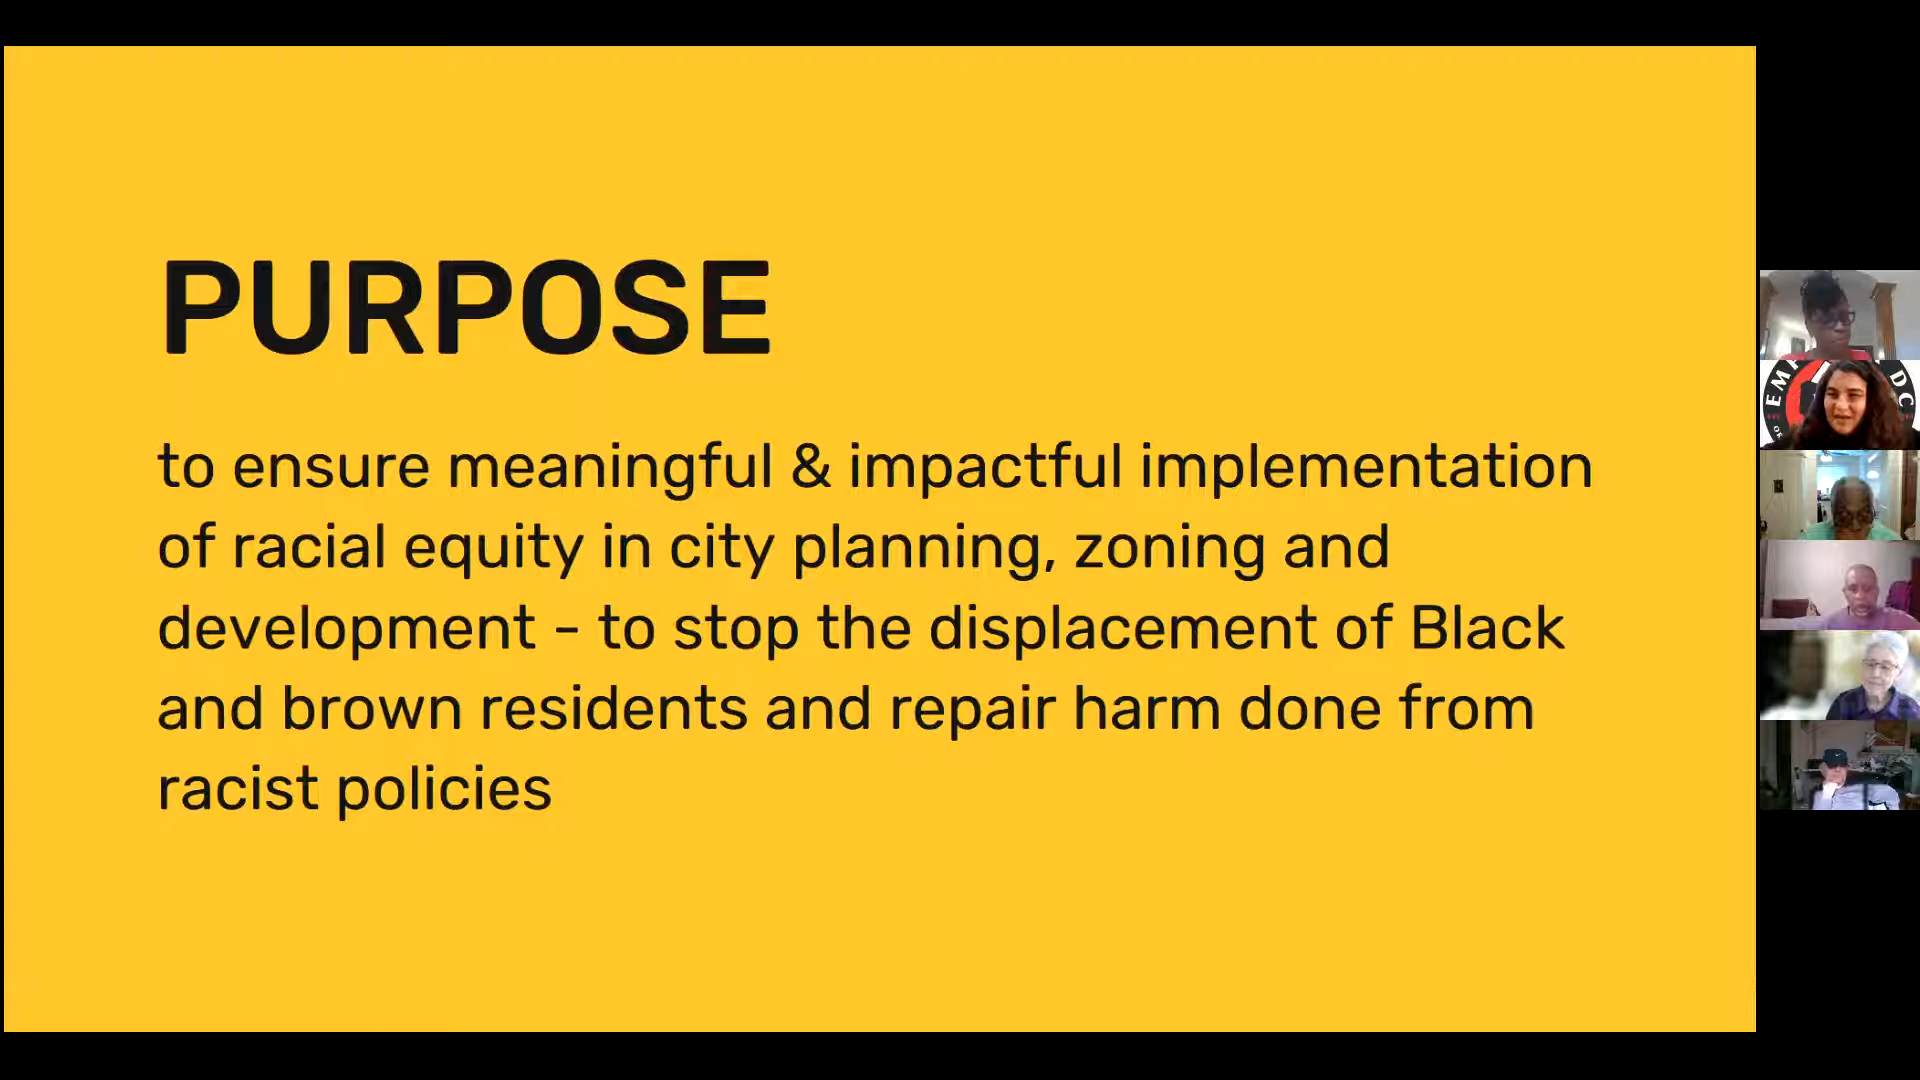 PURPOSE
to ensure meaningful & impactful implementation
of racial equity in city planning, zoning and
development - to stop the displacement of Black
and brown residents and repair harm done from
racist policies
DC